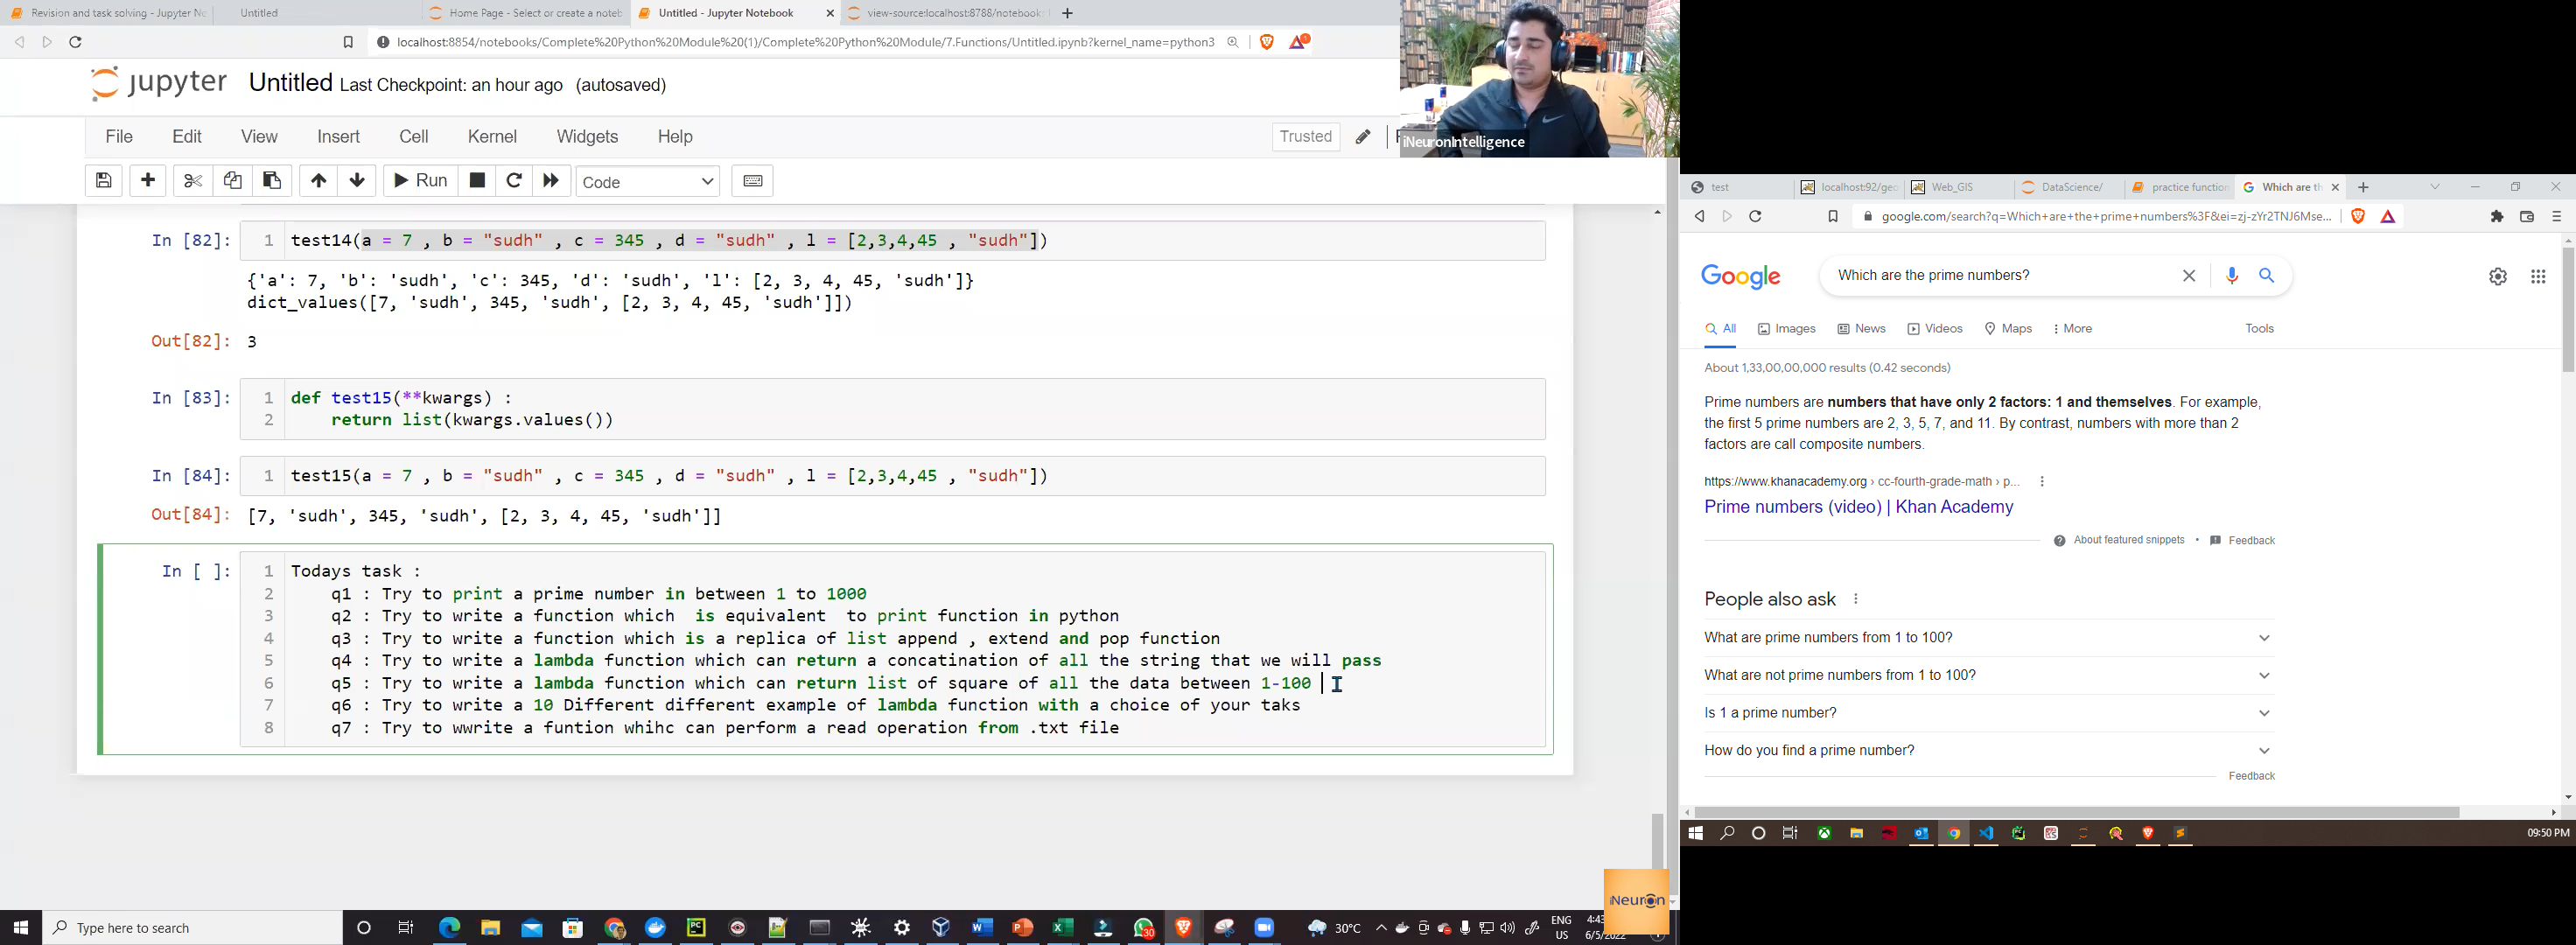 Revision and task solving - Jupyter No
Untitled
Home Page - Select or create a noteb
Untitled - Jupyter Notebook
view-source:localhost:8788/notebook
localhost:8854/notebooks/Complete%20Python%20Module%20(1)/Complete%20Python%20Module/7.Functions/Untitled.ipynb?kernel_name=python3
jupyter Untitled Last Checkpoint: an hour ago (autosaved)
File Edit View Insert Cell Kernel Widgets Help
Trusted
iNeuronIntelligence
Run
Code
In [82]: 1 test14(a = 7 , b = "sudh" , c = 345 , d = "sudh" , l = [2,3,4,45 , "sudh"])
{'a': 7, 'b': 'sudh', 'c': 345, 'd': 'sudh', 'l': [2, 3, 4, 45, 'sudh']}
dict_values([7, 'sudh', 345, 'sudh', [2, 3, 4, 45, 'sudh']])
Out[82]: 3
In [83]: 1 def test15(**kwargs) :
2 return list(kwargs.values())
In [84]: 1 test15(a = 7 , b = "sudh" , c = 345 , d = "sudh" , l = [2,3,4,45 , "sudh"])
Out[84]: [7, 'sudh', 345, 'sudh', [2, 3, 4, 45, 'sudh']]
In [ ]: 1 Todays task :
2 q1 : Try to print a prime number in between 1 to 1000
3 q2 : Try to write a function which is equivalent to print function in python
4 q3 : Try to write a function which is a replica of list append , extend and pop function
5 q4 : Try to write a lambda function which can return a concatination of all the string that we will pass
6 q5 : Try to write a lambda function which can return list of square of all the data between 1-100
7 q6 : Try to write a 10 Different different example of lambda function with a choice of your taks
8 q7 : Try to wwrite a funtion whihc can perform a read operation from .txt file
iNeuron
Type here to search
30
30°C
ENG
US
4:43
6/5/2022
test
localhost:92/geo
Web_GIS
DataScience/
practice function
Which are th
google.com/search?q=Which+are+the+prime+numbers%3F&ei=zj-zYr2TNJ6Mse...
Google
Which are the prime numbers?
All Images News Videos Maps More Tools
About 1,33,00,00,000 results (0.42 seconds)
Prime numbers are numbers that have only 2 factors: 1 and themselves. For example,
the first 5 prime numbers are 2, 3, 5, 7, and 11. By contrast, numbers with more than 2
factors are call composite numbers.
https://www.khanacademy.org › cc-fourth-grade-math › p...
Prime numbers (video) | Khan Academy
About featured snippets • Feedback
People also ask
What are prime numbers from 1 to 100?
What are not prime numbers from 1 to 100?
Is 1 a prime number?
How do you find a prime number?
Feedback
09:50 PM